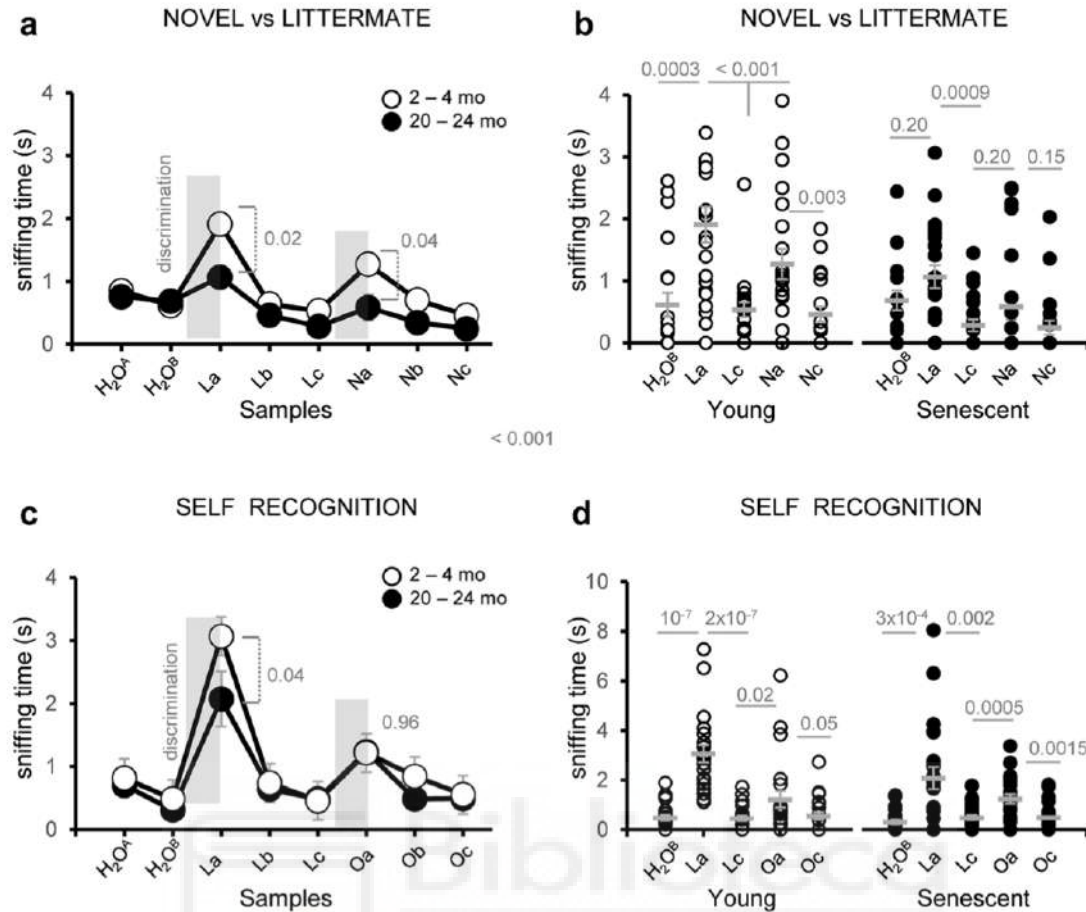 a NOVEL vs LITTERMATE
sniffing time (s)
4
3
2
1
0
2 – 4 mo
20 – 24 mo
discrimination
0.02
0.04
H₂Oᴬ H₂Oᴮ La Lb Lc Na Nb Nc
Samples
b NOVEL vs LITTERMATE
sniffing time (s)
4
3
2
1
0
0.0003 < 0.001 0.003
0.20 0.0009 0.20 0.15
H₂Oᴮ La Lc Na Nc H₂Oᴮ La Lc Na Nc
Young Senescent
< 0.001
c SELF RECOGNITION
sniffing time (s)
4
3
2
1
0
2 – 4 mo
20 – 24 mo
discrimination
0.04
0.96
H₂Oᴬ H₂Oᴮ La Lb Lc Oa Ob Oc
Samples
d SELF RECOGNITION
sniffing time (s)
10
8
6
4
2
0
10⁻⁷ 2x10⁻⁷ 0.02 0.05
3x10⁻⁴ 0.002 0.0005 0.0015
H₂Oᴮ La Lc Oa Oc H₂Oᴮ La Lc Oa Oc
Young Senescent
Biblioteca